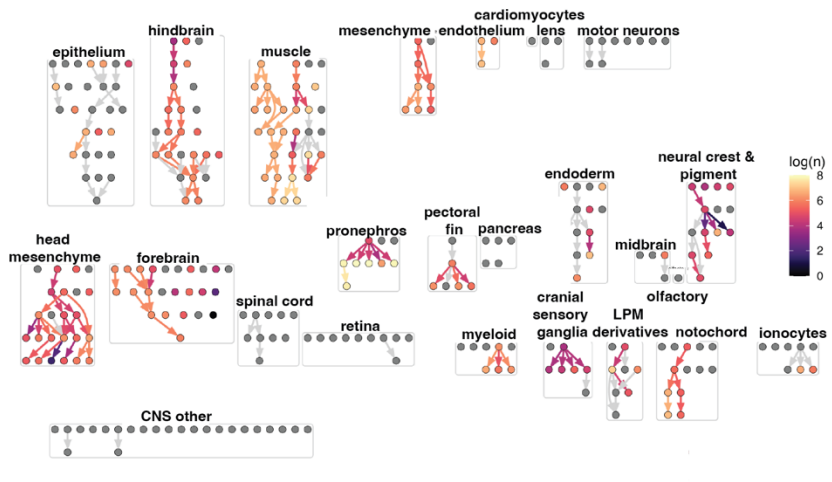 cardiomyocytes
hindbrain
mesenchyme
endothelium
lens
motor neurons
epithelium
muscle
log(n)
8
6
4
2
0
neural crest &
pigment
endoderm
pectoral
fin
pronephros
pancreas
head
mesenchyme
forebrain
midbrain
spinal cord
olfactory
cranial
sensory
ganglia
LPM
derivatives
notochord
ionocytes
myeloid
retina
CNS other